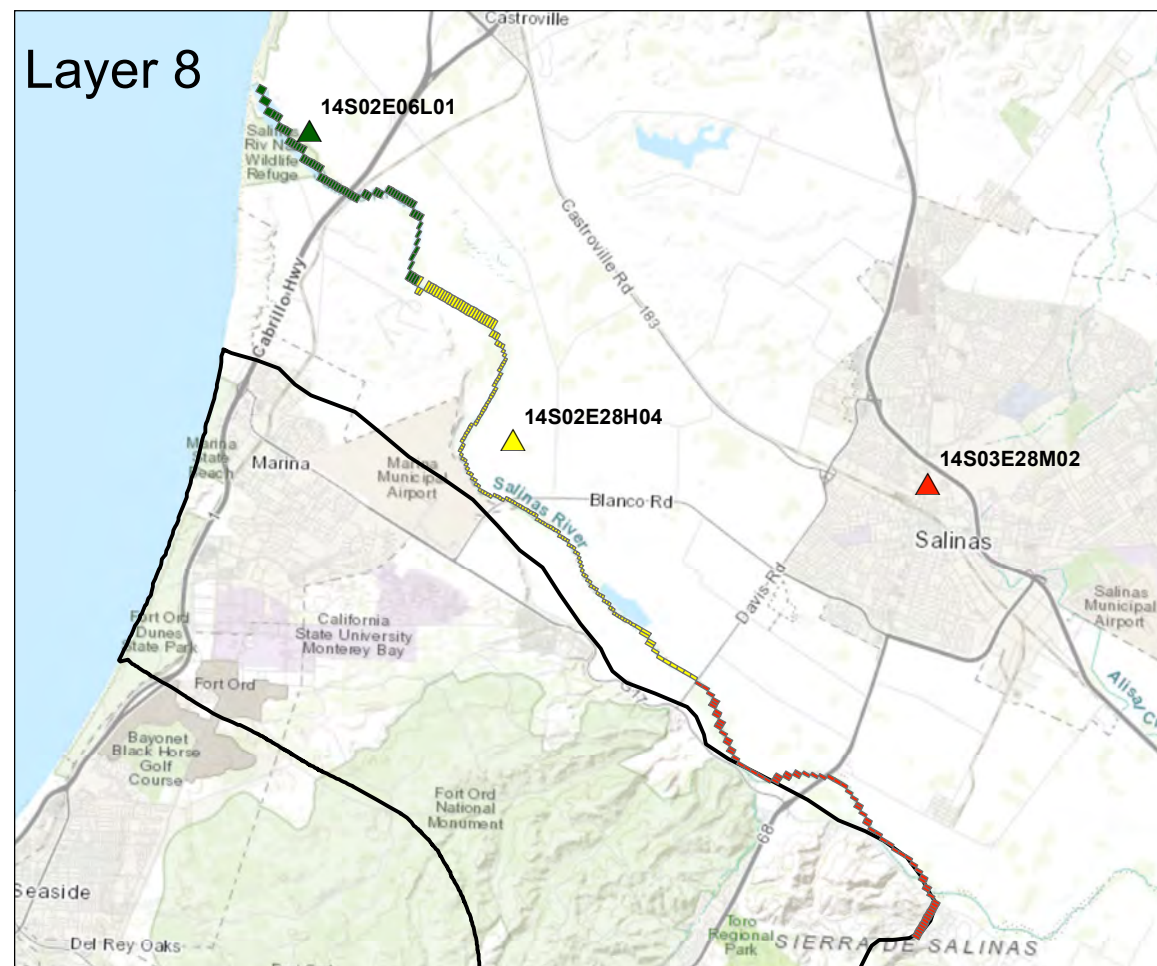 Castroville
Layer 8
14S02E06L01
Salinas
Riv Nat
Wildlife
Refuge
Castroville Rd
183
Cabrillo Hwy
14S02E28H04
14S03E28M02
Marina
State
Beach
Marina
Marina
Municipal
Airport
Salinas River
Blanco Rd
Salinas
Davis Rd
Salinas
Municipal
Airport
Fort Ord
Dunes
State Park
California
State University
Monterey Bay
Fort Ord
G17
Bayonet
Black Horse
Golf
Course
Fort Ord
National
Monument
68
Seaside
Del Rey Oaks
Toro
Regional
Park
SIERRA DE SALINAS